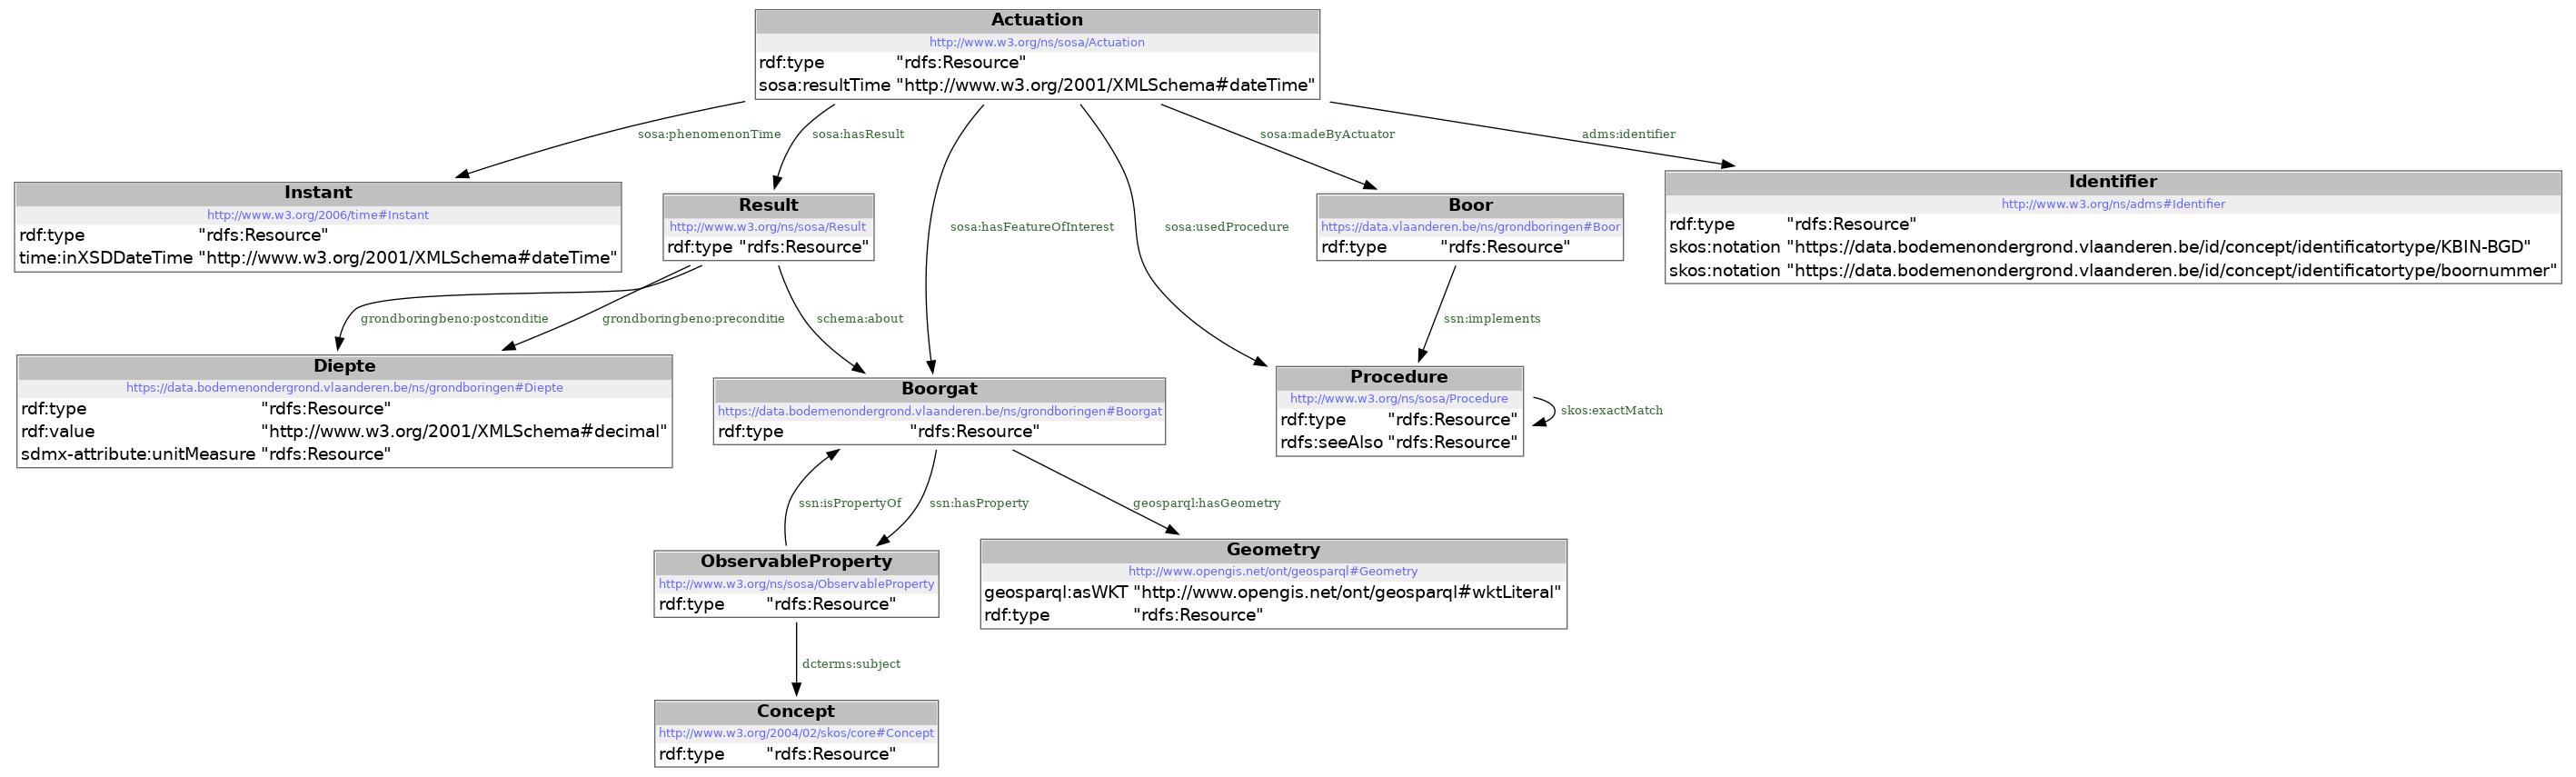 Actuation
http://www.w3.org/ns/sosa/Actuation
rdf:type "rdfs:Resource"
sosa:resultTime "http://www.w3.org/2001/XMLSchema#dateTime"
sosa:phenomenonTime
sosa:hasResult
sosa:madeByActuator
adms:identifier
Instant
http://www.w3.org/2006/time#Instant
rdf:type "rdfs:Resource"
time:inXSDDateTime "http://www.w3.org/2001/XMLSchema#dateTime"
Result
http://www.w3.org/ns/sosa/Result
rdf:type "rdfs:Resource"
sosa:hasFeatureOfInterest
sosa:usedProcedure
Boor
https://data.vlaanderen.be/ns/grondboringen#Boor
rdf:type "rdfs:Resource"
Identifier
http://www.w3.org/ns/adms#Identifier
rdf:type "rdfs:Resource"
skos:notation "https://data.bodemenondergrond.vlaanderen.be/id/concept/identificatortype/KBIN-BGD"
skos:notation "https://data.bodemenondergrond.vlaanderen.be/id/concept/identificatortype/boornummer"
grondboringbeno:postconditie
grondboringbeno:preconditie
schema:about
ssn:implements
Diepte
https://data.bodemenondergrond.vlaanderen.be/ns/grondboringen#Diepte
rdf:type "rdfs:Resource"
rdf:value "http://www.w3.org/2001/XMLSchema#decimal"
sdmx-attribute:unitMeasure "rdfs:Resource"
Boorgat
https://data.bodemenondergrond.vlaanderen.be/ns/grondboringen#Boorgat
rdf:type "rdfs:Resource"
Procedure
http://www.w3.org/ns/sosa/Procedure
rdf:type "rdfs:Resource"
rdfs:seeAlso "rdfs:Resource"
skos:exactMatch
ssn:isPropertyOf
ssn:hasProperty
geosparql:hasGeometry
ObservableProperty
http://www.w3.org/ns/sosa/ObservableProperty
rdf:type "rdfs:Resource"
Geometry
http://www.opengis.net/ont/geosparql#Geometry
geosparql:asWKT "http://www.opengis.net/ont/geosparql#wktLiteral"
rdf:type "rdfs:Resource"
dcterms:subject
Concept
http://www.w3.org/2004/02/skos/core#Concept
rdf:type "rdfs:Resource"